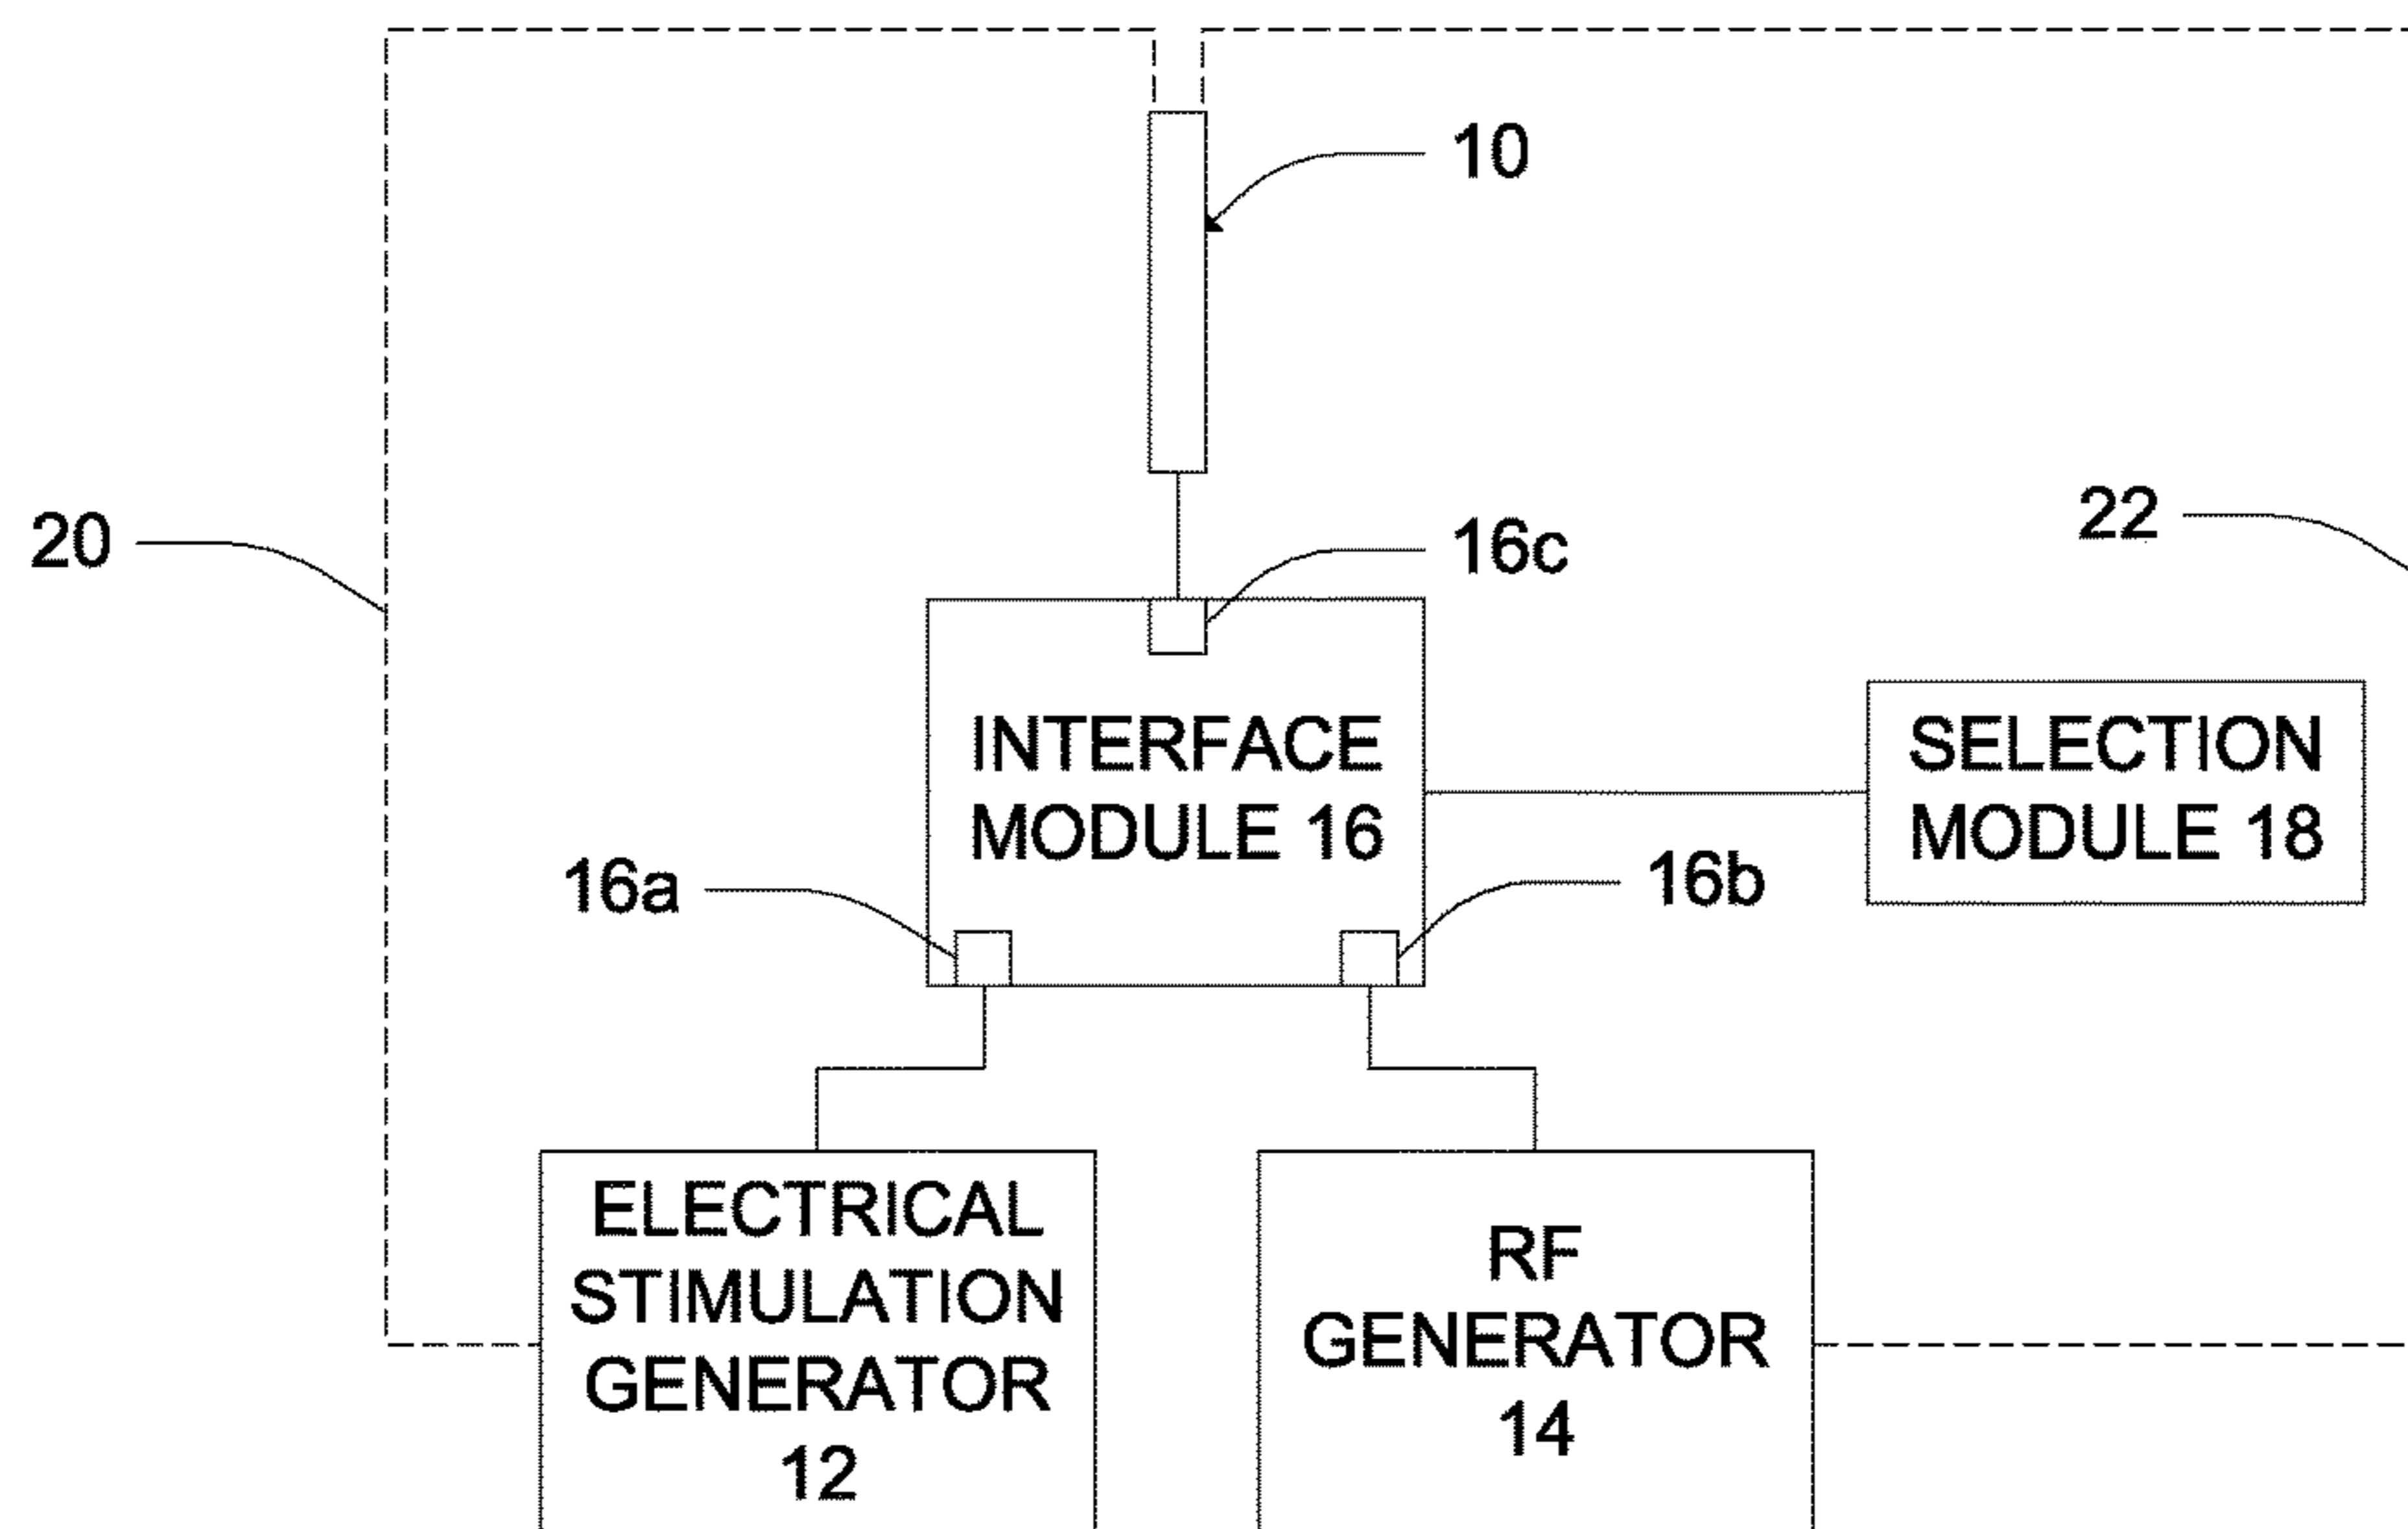 10
20
16c
22
INTERFACE
MODULE 16
SELECTION
MODULE 18
16a
16b
ELECTRICAL
STIMULATION
GENERATOR
12
RF
GENERATOR
14